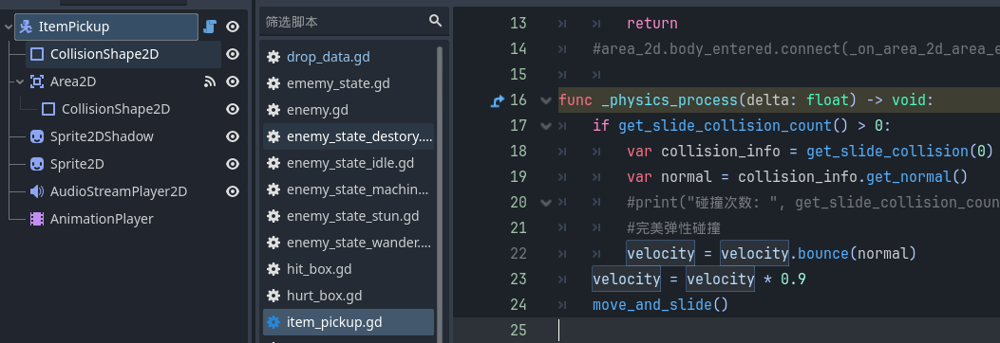 ItemPickup
CollisionShape2D
Area2D
CollisionShape2D
Sprite2DShadow
Sprite2D
AudioStreamPlayer2D
AnimationPlayer
筛选脚本
drop_data.gd
ememy_state.gd
enemy.gd
enemy_state_destory....
enemy_state_idle.gd
enemy_state_machin...
enemy_state_stun.gd
enemy_state_wander....
hit_box.gd
hurt_box.gd
item_pickup.gd
13 return
14 #area_2d.body_entered.connect(_on_area_2d_area_e
15
16 func _physics_process(delta: float) -> void:
17 if get_slide_collision_count() > 0:
18 var collision_info = get_slide_collision(0)
19 var normal = collision_info.get_normal()
20 #print("碰撞次数: ", get_slide_collision_coun
21 #完美弹性碰撞
22 velocity = velocity.bounce(normal)
23 velocity = velocity * 0.9
24 move_and_slide()
25